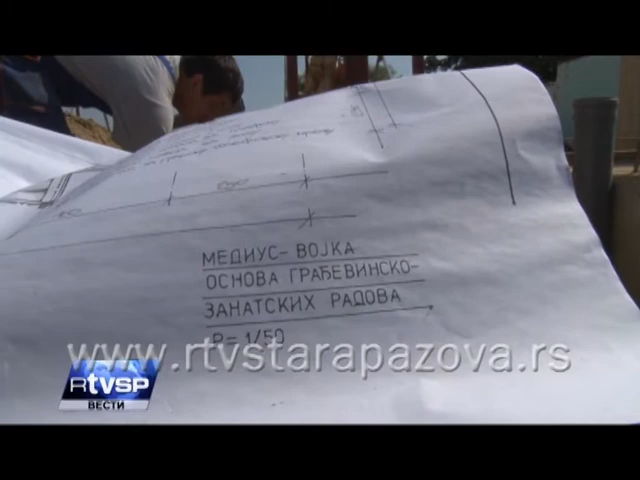 МЕДИУС- ВОЈКА
ОСНОВА ГРАЂЕВИНСКО-
ЗАНАТСКИХ РАДОВА
Р= 1/50
www.rtvstarapazova.rs
RTVSP
ВЕСТИ